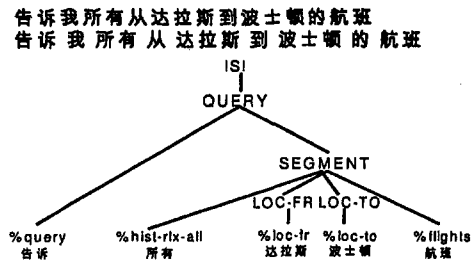 告诉我所有从达拉斯到波士顿的航班
告诉 我 所有 从 达拉斯 到 波士顿 的 航班
|S|
QUERY
SEGMENT
LOC-FR LOC-TO
%query %hist-rlx-all %loc-fr %loc-to %flights
告诉 所有 达拉斯 波士顿 航班